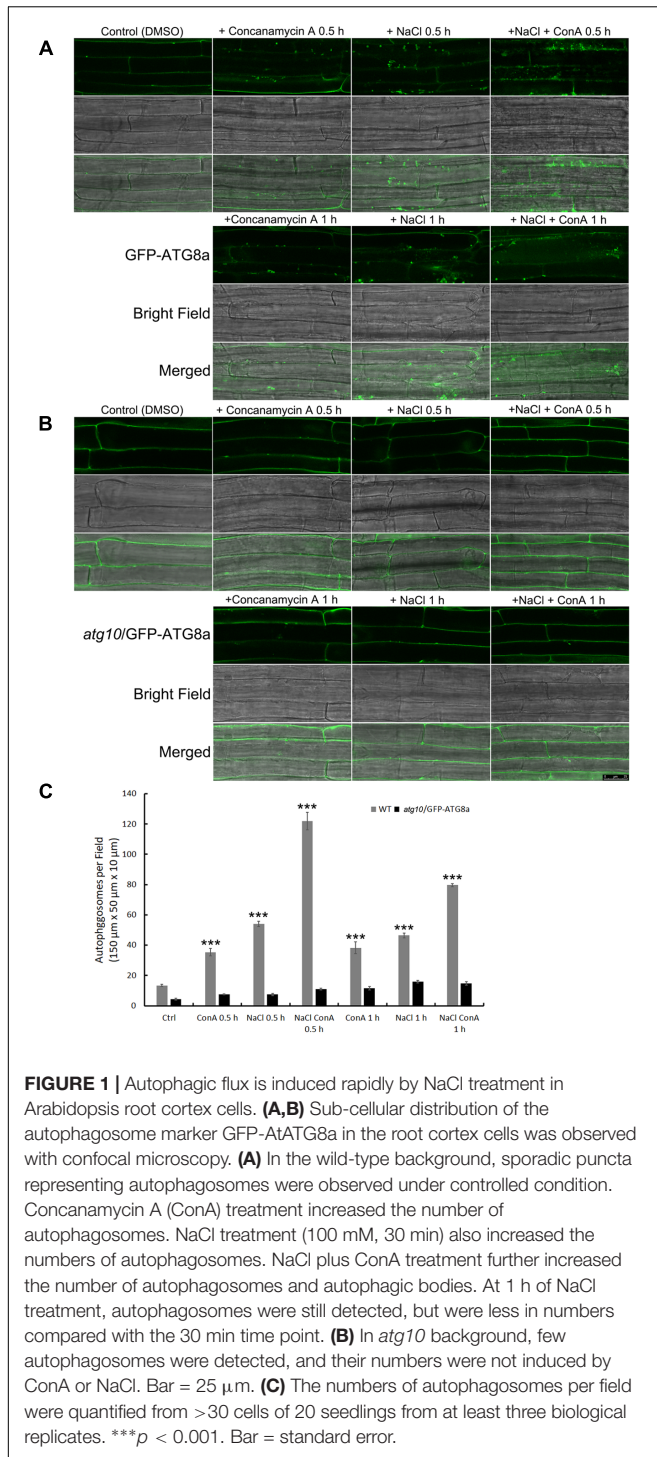 A
Control (DMSO) + Concanamycin A 0.5 h + NaCl 0.5 h +NaCl + ConA 0.5 h
+Concanamycin A 1 h + NaCl 1 h + NaCl + ConA 1 h
GFP-ATG8a
Bright Field
Merged
B
Control (DMSO) + Concanamycin A 0.5 h + NaCl 0.5 h +NaCl + ConA 0.5 h
+Concanamycin A 1 h + NaCl 1 h +NaCl + ConA 1 h
atg10/GFP-ATG8a
Bright Field
Merged
C
Autophggosomes per Field
(150 µm x 50 µm x 10 µm)
140
120
100
80
60
40
20
0
WT atg10/GFP-ATG8a
*** *** *** *** *** ***
Ctrl ConA 0.5 h NaCl 0.5 h NaCl ConA 0.5 h ConA 1 h NaCl 1 h NaCl ConA 1 h
FIGURE 1 | Autophagic flux is induced rapidly by NaCl treatment in
Arabidopsis root cortex cells. (A,B) Sub-cellular distribution of the
autophagosome marker GFP-AtATG8a in the root cortex cells was observed
with confocal microscopy. (A) In the wild-type background, sporadic puncta
representing autophagosomes were observed under controlled condition.
Concanamycin A (ConA) treatment increased the number of
autophagosomes. NaCl treatment (100 mM, 30 min) also increased the
numbers of autophagosomes. NaCl plus ConA treatment further increased
the number of autophagosomes and autophagic bodies. At 1 h of NaCl
treatment, autophagosomes were still detected, but were less in numbers
compared with the 30 min time point. (B) In atg10 background, few
autophagosomes were detected, and their numbers were not induced by
ConA or NaCl. Bar = 25 µm. (C) The numbers of autophagosomes per field
were quantified from >30 cells of 20 seedlings from at least three biological
replicates. ***p < 0.001. Bar = standard error.